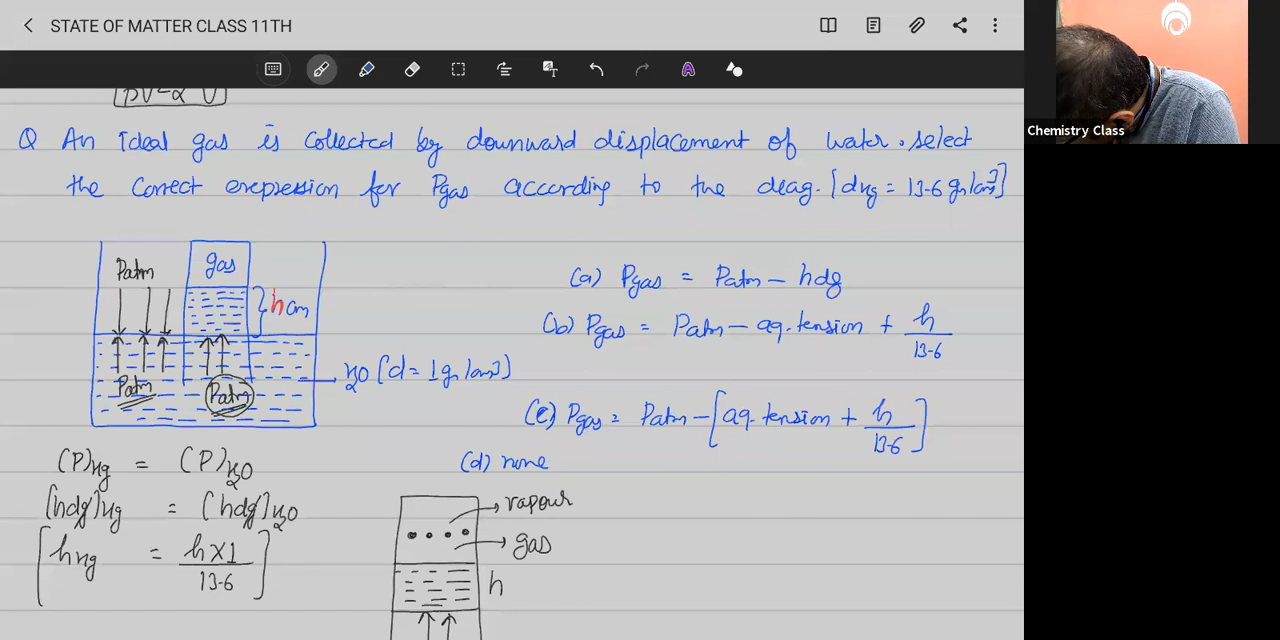 STATE OF MATTER CLASS 11TH
Chemistry Class
Q An Ideal gas is collected by downward displacement of water. select
the correct expression for Pgas according to the diag. [dHg = 13.6 gm/cm³]
Patm
gas
h cm
Patm
Patm
H2O [d = 1 gm/cm³]
(a) Pgas = Patm - hdg
(b) Pgas = Patm - aq. tension + h/13.6
(c) Pgas = Patm - [aq. tension + h/13.6]
(d) none
(P)Hg = (P)H2O
[hdg]Hg = [hdg]H2O
[hHg = h×1/13.6]
vapour
gas
h